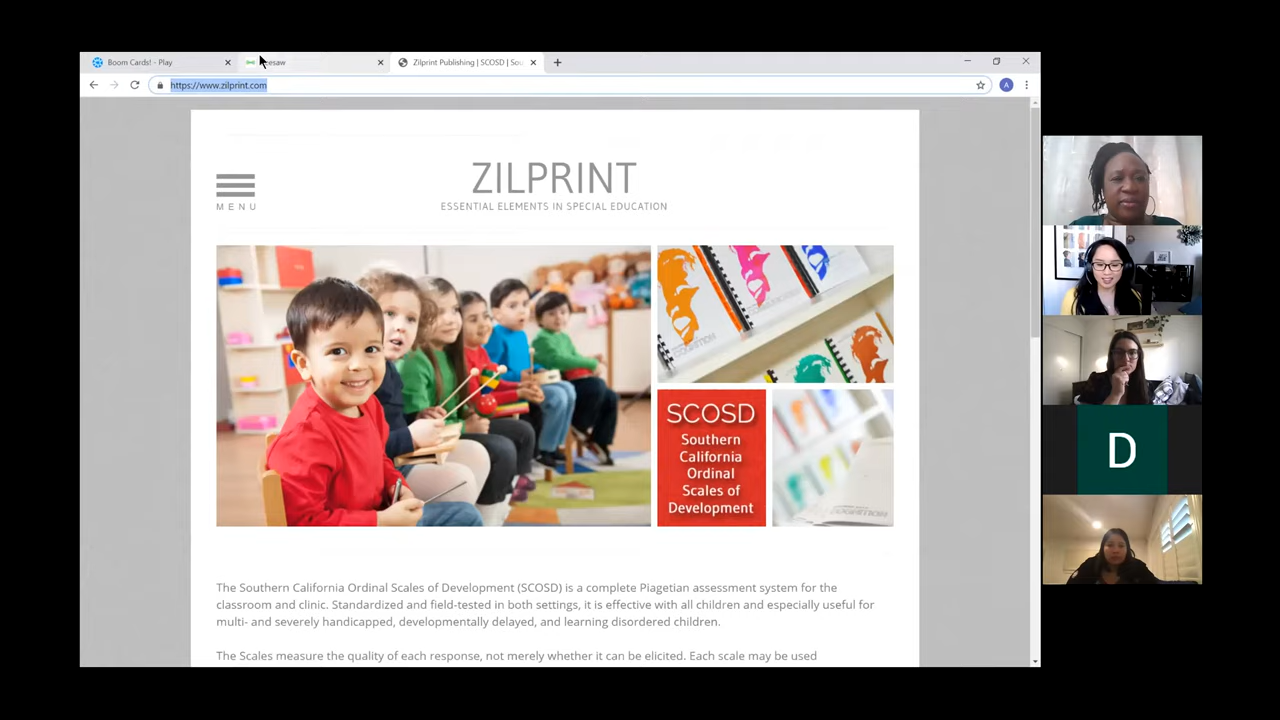 Boom Cards! - Play
esaw
Zilprint Publishing | SCOSD | Sou
https://www.zilprint.com
A
MENU
ZILPRINT
ESSENTIAL ELEMENTS IN SPECIAL EDUCATION
SCOSD
Southern
California
Ordinal
Scales of
Development
The Southern California Ordinal Scales of Development (SCOSD) is a complete Piagetian assessment system for the
classroom and clinic. Standardized and field-tested in both settings, it is effective with all children and especially useful for
multi- and severely handicapped, developmentally delayed, and learning disordered children.
The Scales measure the quality of each response, not merely whether it can be elicited. Each scale may be used
D